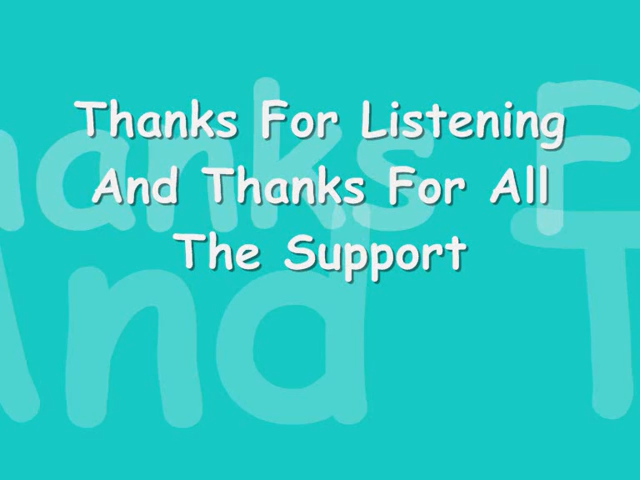 Thanks For Listening
And Thanks For All
The Support